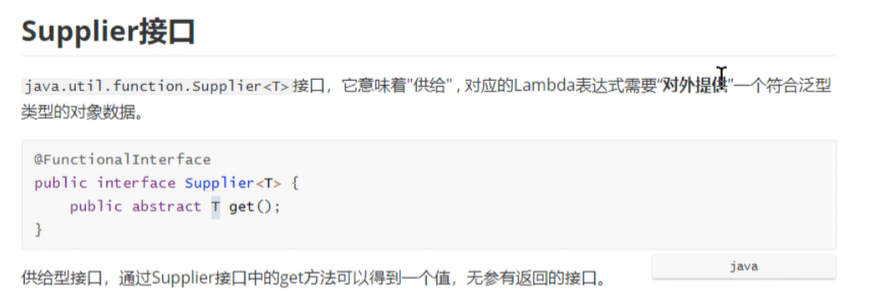 Supplier接口
java.util.function.Supplier<T>接口，它意味着"供给"，对应的Lambda表达式需要“对外提供”一个符合泛型
类型的对象数据。
@FunctionalInterface
public interface Supplier<T> {
    public abstract T get();
}
java
供给型接口，通过Supplier接口中的get方法可以得到一个值，无参有返回的接口。